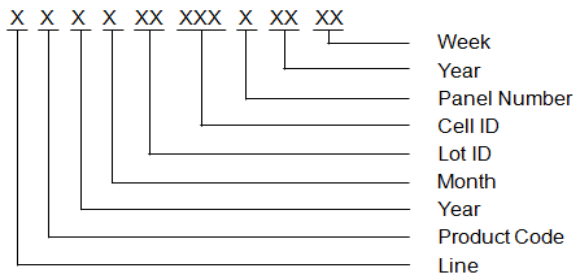 X X X X XX XXX X XX XX
Week
Year
Panel Number
Cell ID
Lot ID
Month
Year
Product Code
Line